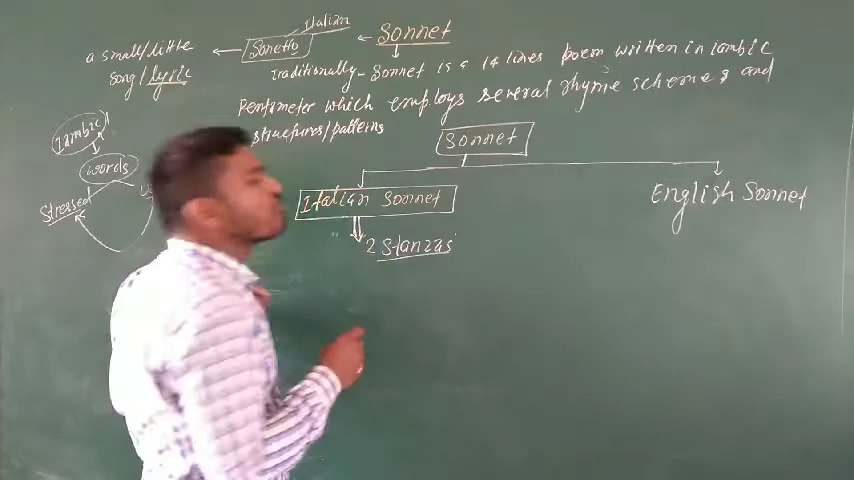 Italian
Sonnet
Sonetto
a small/little
song/lyric
Traditionally - Sonnet is a 14 lines poem written in iambic
Pentameter which employs several rhyme schemes and
structures/patterns
Iambic
words
Stressed
Sonnet
Italian Sonnet
English Sonnet
2 Stanzas